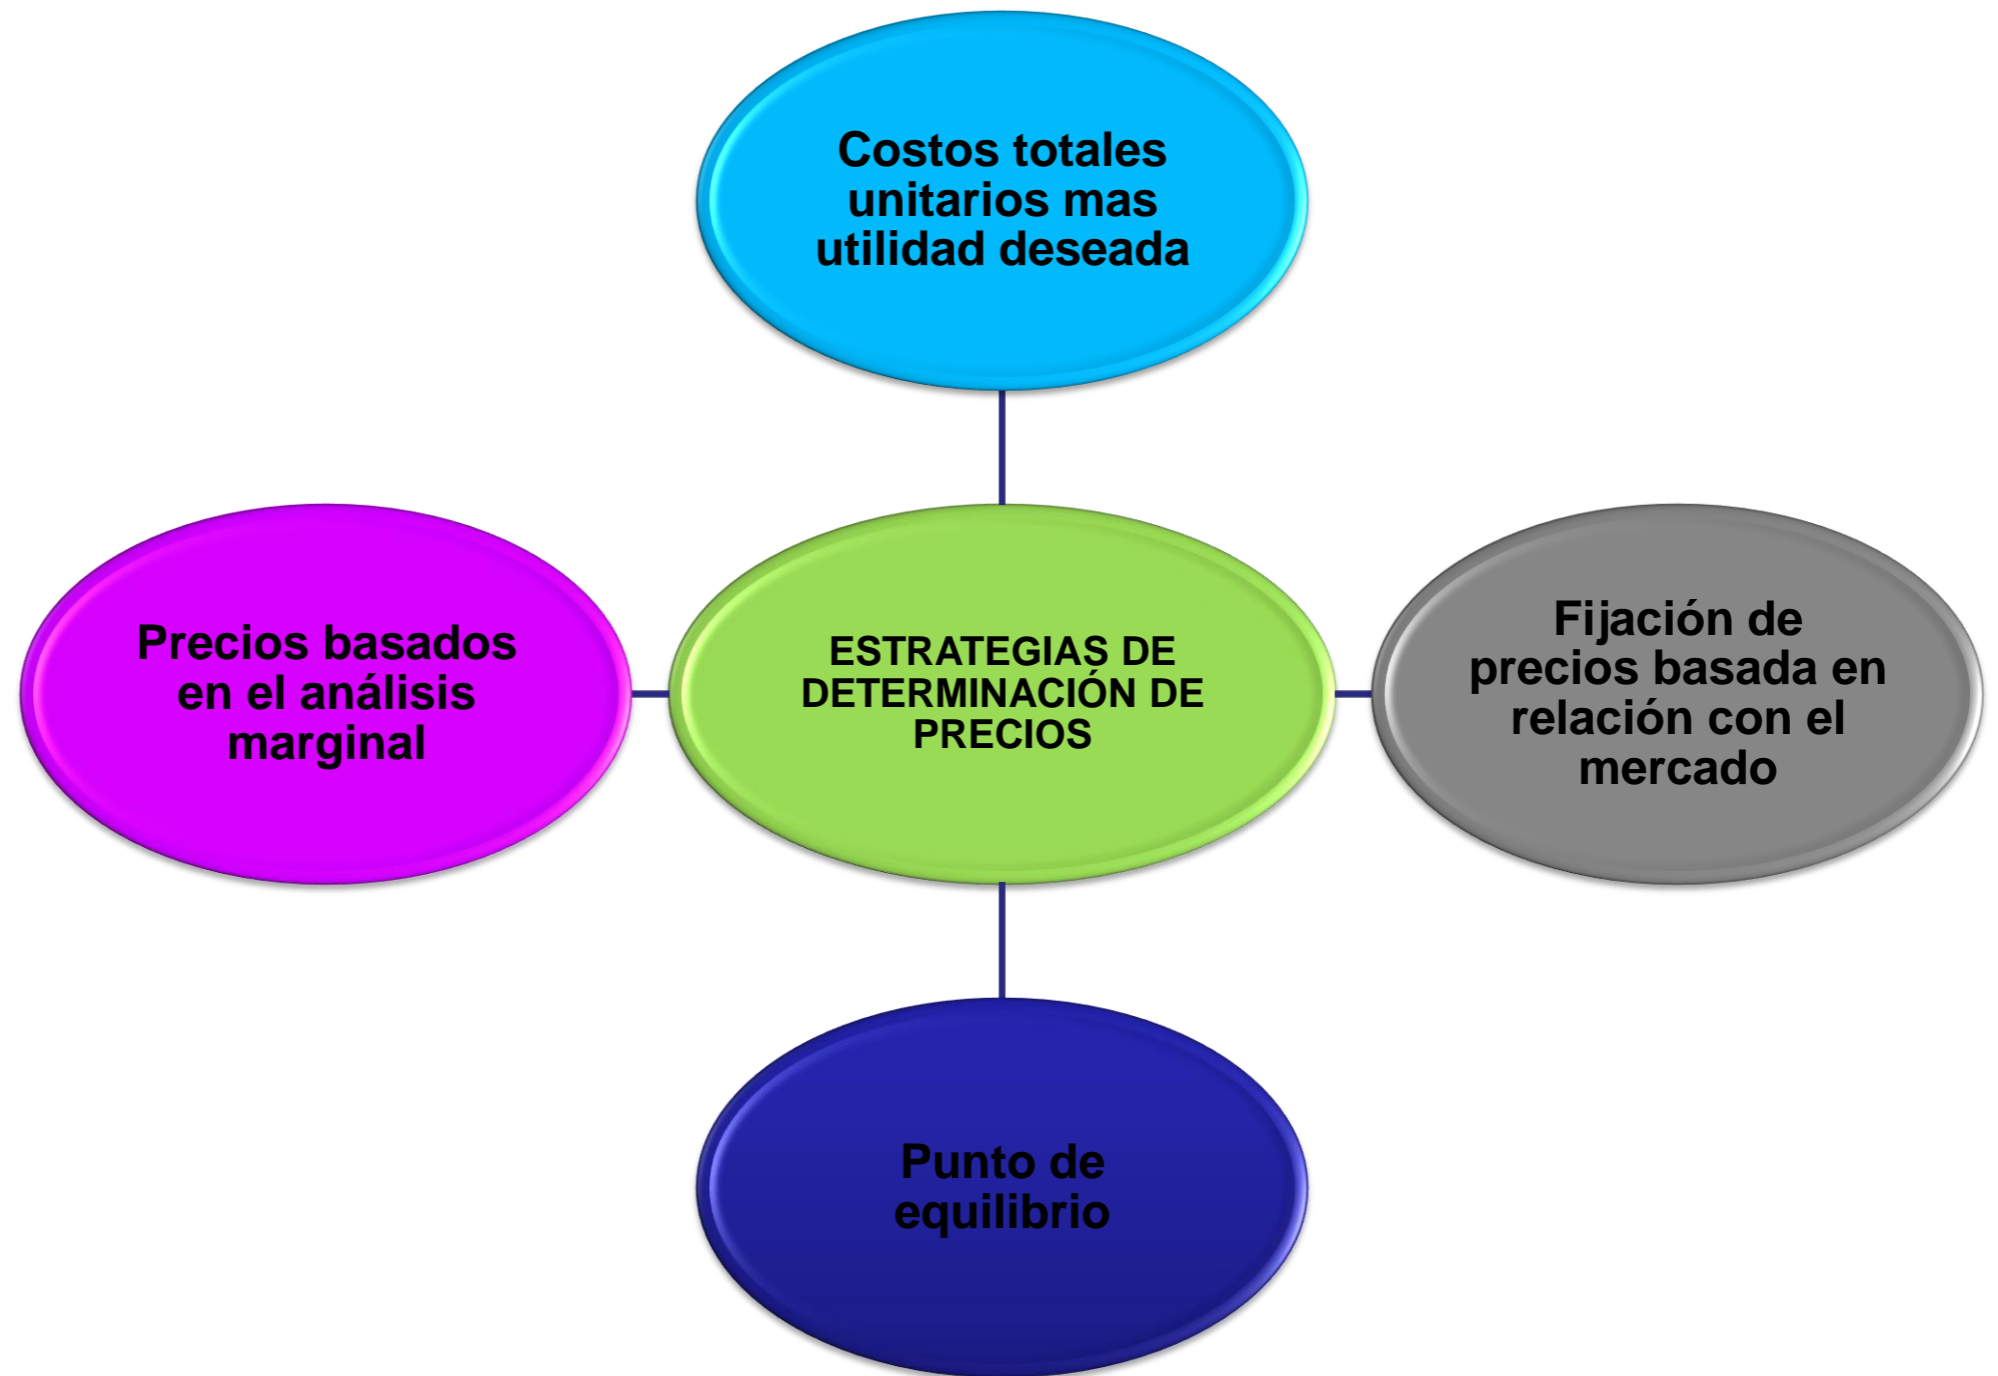 Costos totales
unitarios mas
utilidad deseada
Precios basados
en el análisis
marginal
ESTRATEGIAS DE
DETERMINACIÓN DE
PRECIOS
Fijación de
precios basada en
relación con el
mercado
Punto de
equilibrio